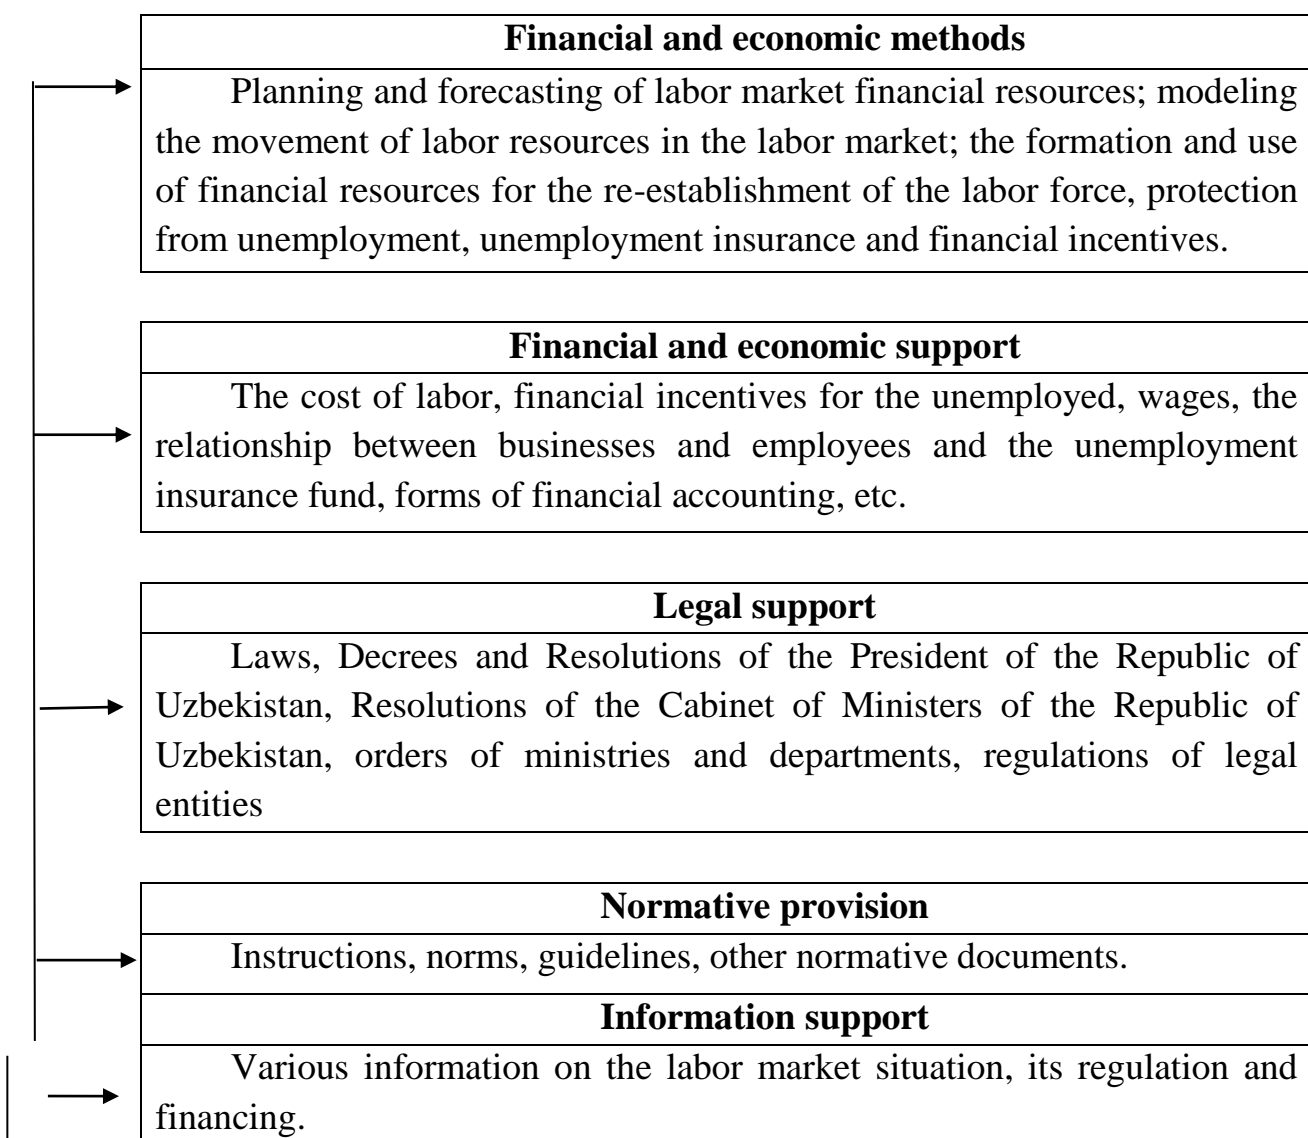 Financial and economic methods
Planning and forecasting of labor market financial resources; modeling
the movement of labor resources in the labor market; the formation and use
of financial resources for the re-establishment of the labor force, protection
from unemployment, unemployment insurance and financial incentives.
Financial and economic support
The cost of labor, financial incentives for the unemployed, wages, the
relationship between businesses and employees and the unemployment
insurance fund, forms of financial accounting, etc.
Legal support
Laws, Decrees and Resolutions of the President of the Republic of
Uzbekistan, Resolutions of the Cabinet of Ministers of the Republic of
Uzbekistan, orders of ministries and departments, regulations of legal
entities
Normative provision
Instructions, norms, guidelines, other normative documents.
Information support
Various information on the labor market situation, its regulation and
financing.